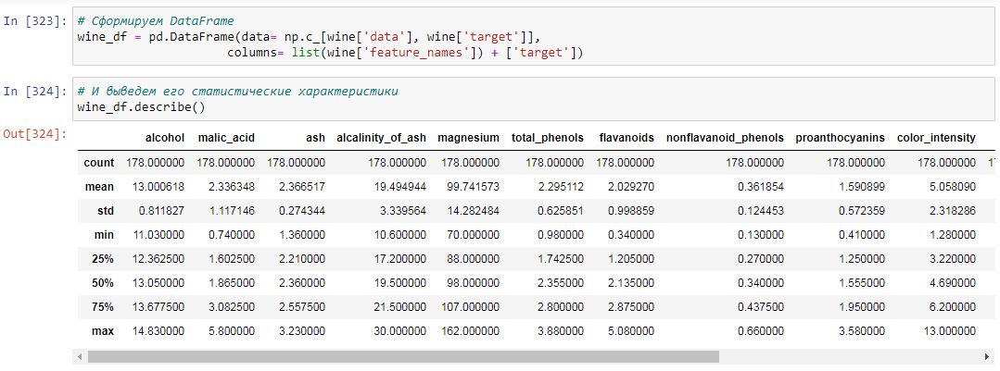 In [323]: # Сформируем DataFrame
wine_df = pd.DataFrame(data= np.c_[wine['data'], wine['target']],
columns= list(wine['feature_names']) + ['target'])
In [324]: # И выведем его статистические характеристики
wine_df.describe()
Out[324]:
alcohol malic_acid ash alcalinity_of_ash magnesium total_phenols flavanoids nonflavanoid_phenols proanthocyanins color_intensity
count 178.000000 178.000000 178.000000 178.000000 178.000000 178.000000 178.000000 178.000000 178.000000 178.000000 17
mean 13.000618 2.336348 2.366517 19.494944 99.741573 2.295112 2.029270 0.361854 1.590899 5.058090
std 0.811827 1.117146 0.274344 3.339564 14.282484 0.625851 0.998859 0.124453 0.572359 2.318286
min 11.030000 0.740000 1.360000 10.600000 70.000000 0.980000 0.340000 0.130000 0.410000 1.280000
25% 12.362500 1.602500 2.210000 17.200000 88.000000 1.742500 1.205000 0.270000 1.250000 3.220000
50% 13.050000 1.865000 2.360000 19.500000 98.000000 2.355000 2.135000 0.340000 1.555000 4.690000
75% 13.677500 3.082500 2.557500 21.500000 107.000000 2.800000 2.875000 0.437500 1.950000 6.200000
max 14.830000 5.800000 3.230000 30.000000 162.000000 3.880000 5.080000 0.660000 3.580000 13.000000